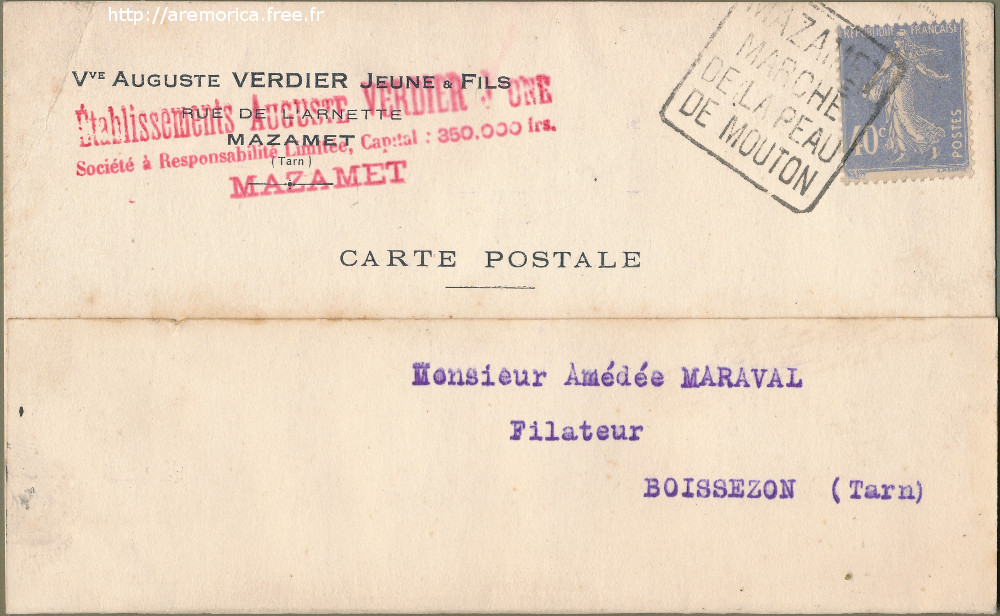 http://aremorica.free.fr
Vve AUGUSTE VERDIER JEUNE & FILS
RUE DE L'ARNETTE
MAZAMET
(Tarn)
Établissements AUGUSTE VERDIER JEUNE
Société à Responsabilité Limitée, Capital : 350.000 frs.
MAZAMET
MAZAMET
MARCHÉ
DE LA PEAU
DE MOUTON
RÉPUBLIQUE FRANÇAISE
40c
POSTES
CARTE POSTALE
Monsieur Amédée MARAVAL
Filateur
BOISSEZON (Tarn)